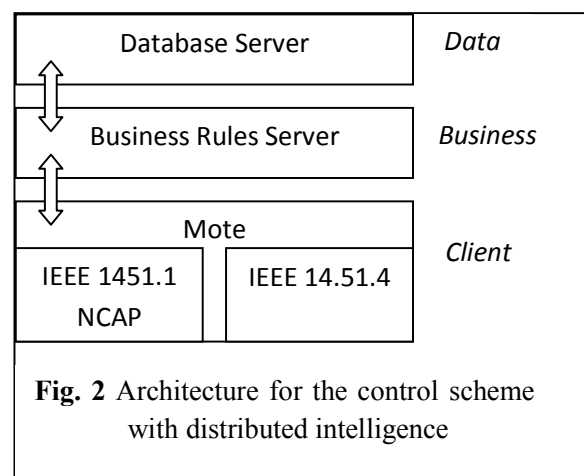 Database Server
Data
Business Rules Server
Business
Mote
Client
IEEE 1451.1
NCAP
IEEE 14.51.4
Fig. 2 Architecture for the control scheme
with distributed intelligence